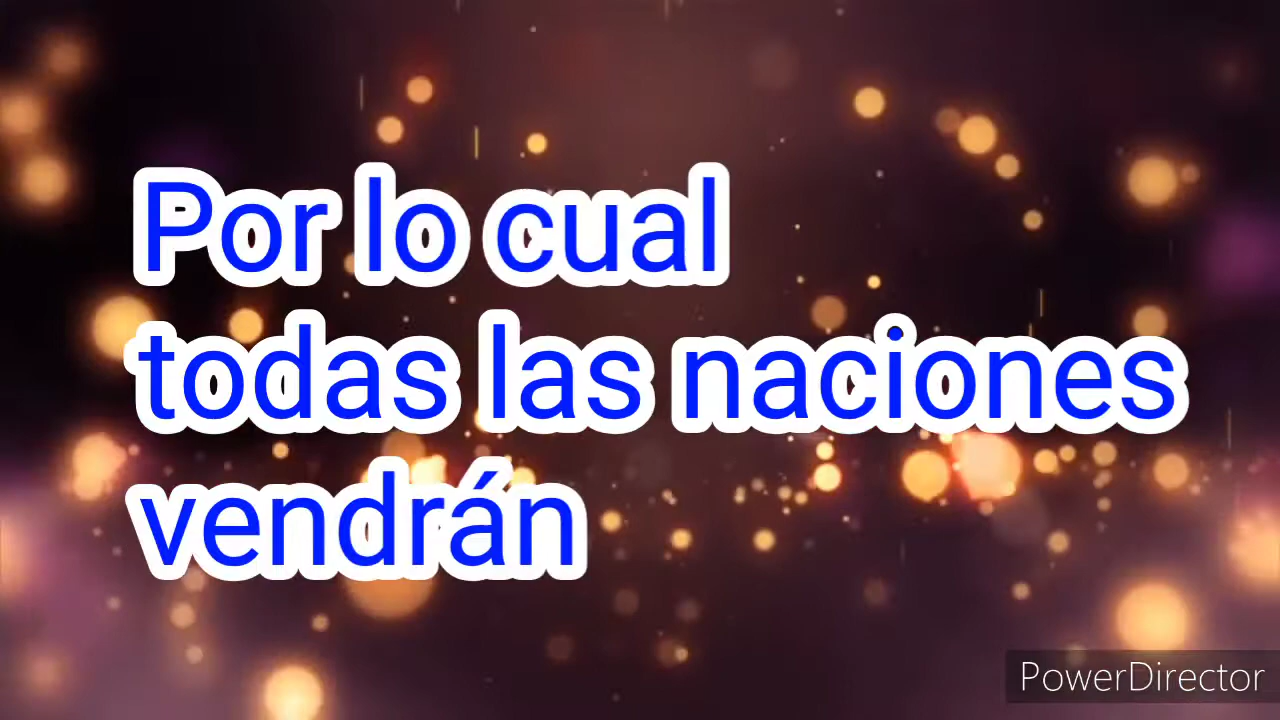 Por lo cual
todas las naciones
vendrán
PowerDirector